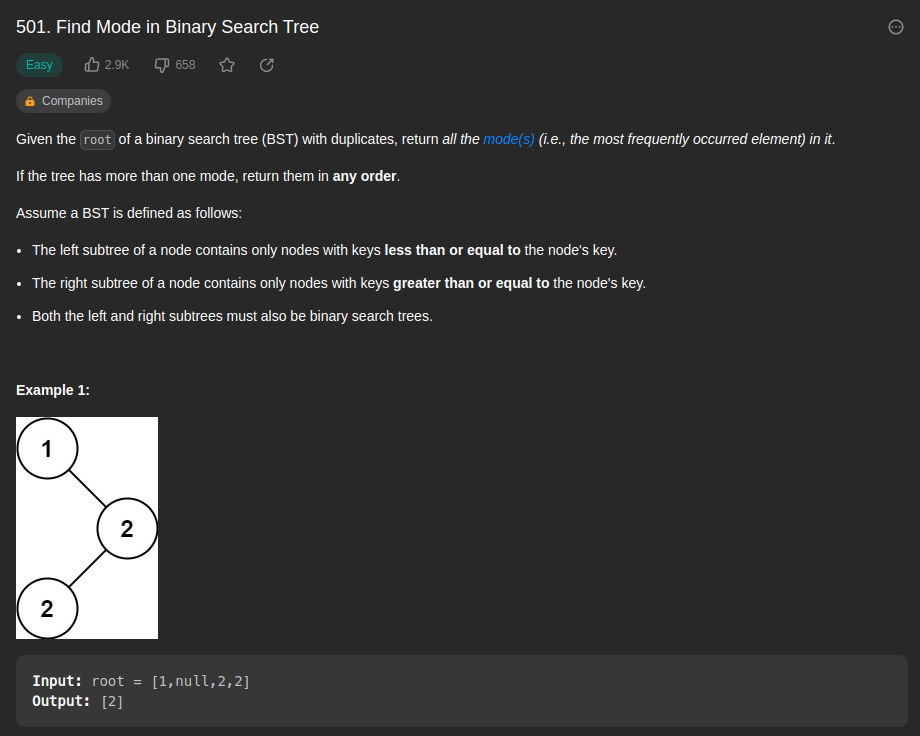 501. Find Mode in Binary Search Tree
Easy 2.9K 658
Companies
Given the root of a binary search tree (BST) with duplicates, return all the mode(s) (i.e., the most frequently occurred element) in it.
If the tree has more than one mode, return them in any order.
Assume a BST is defined as follows:
• The left subtree of a node contains only nodes with keys less than or equal to the node's key.
• The right subtree of a node contains only nodes with keys greater than or equal to the node's key.
• Both the left and right subtrees must also be binary search trees.
Example 1:
1
2
2
Input: root = [1,null,2,2]
Output: [2]